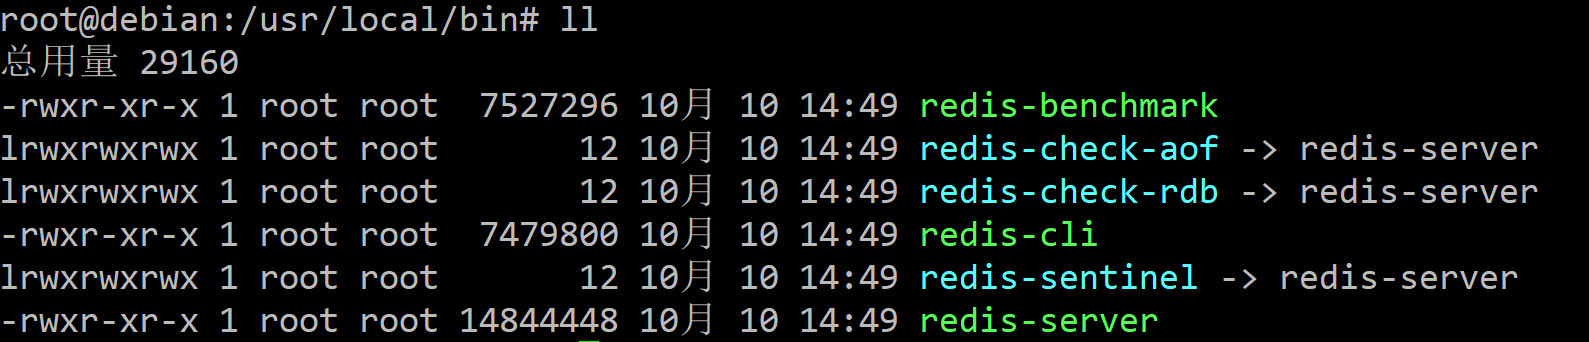 root@debian:/usr/local/bin# ll
总用量 29160
-rwxr-xr-x 1 root root  7527296 10月 10 14:49 redis-benchmark
lrwxrwxrwx 1 root root       12 10月 10 14:49 redis-check-aof -> redis-server
lrwxrwxrwx 1 root root       12 10月 10 14:49 redis-check-rdb -> redis-server
-rwxr-xr-x 1 root root  7479800 10月 10 14:49 redis-cli
lrwxrwxrwx 1 root root       12 10月 10 14:49 redis-sentinel -> redis-server
-rwxr-xr-x 1 root root 14844448 10月 10 14:49 redis-server